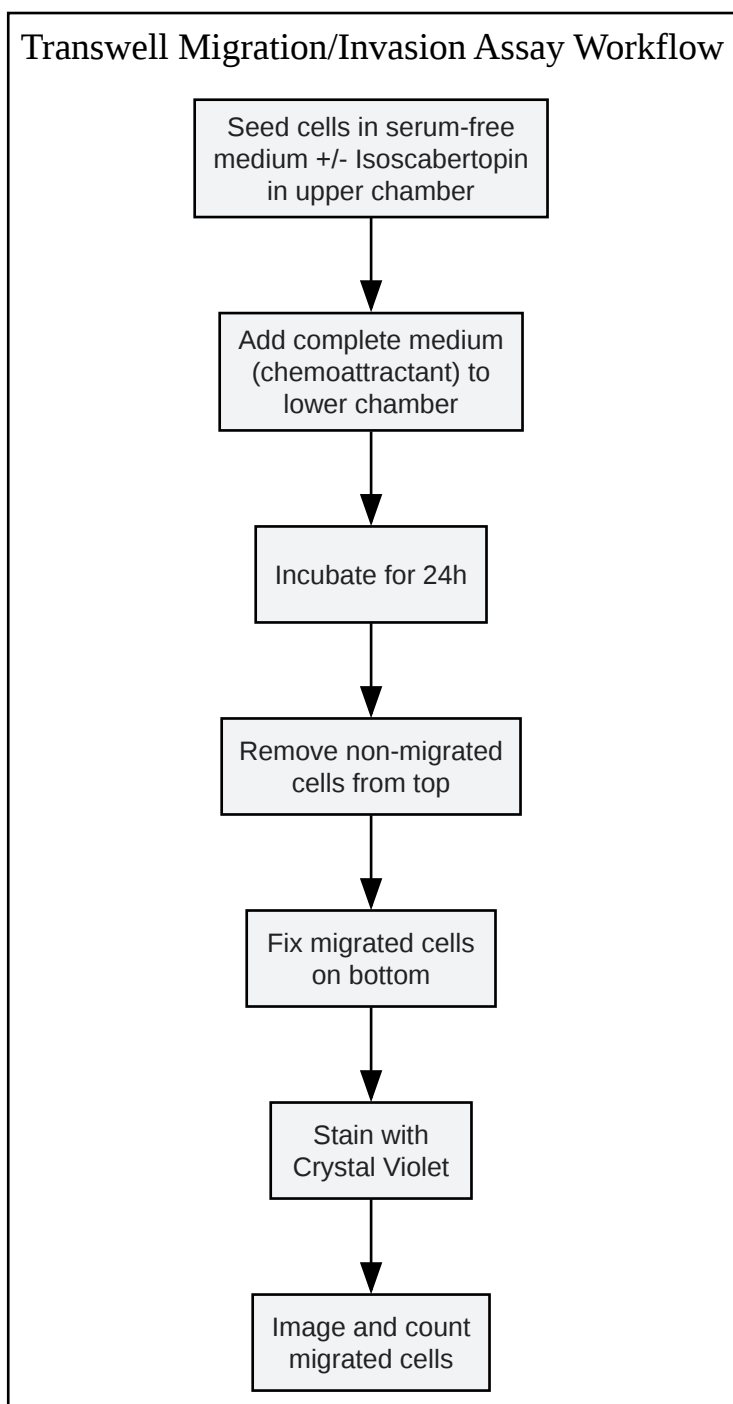 Transwell Migration/Invasion Assay Workflow
Seed cells in serum-free
medium +/- Isoscabertopin
in upper chamber
Add complete medium
(chemoattractant) to
lower chamber
Incubate for 24h
Remove non-migrated
cells from top
Fix migrated cells
on bottom
Stain with
Crystal Violet
Image and count
migrated cells